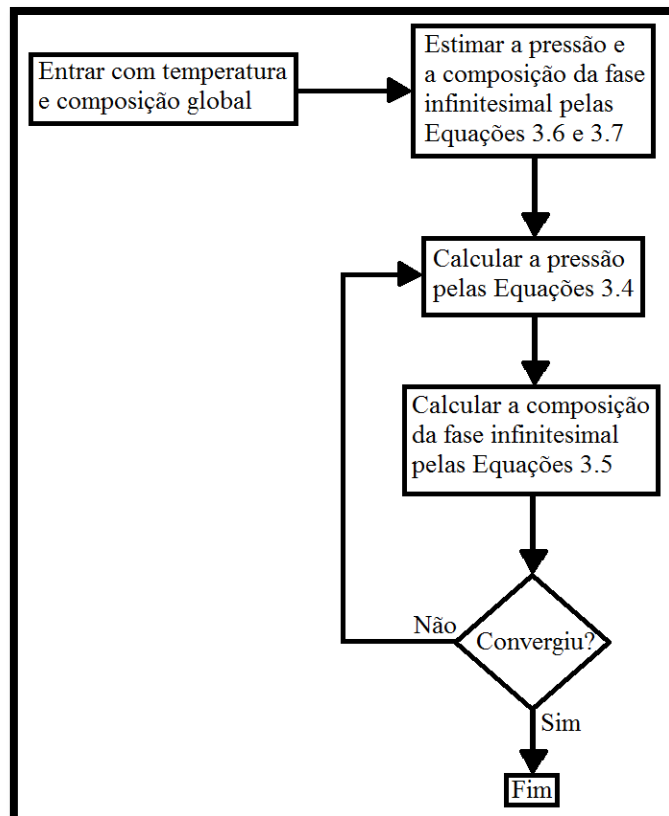 Entrar com temperatura
e composição global
Estimar a pressão e
a composição da fase
infinitesimal pelas
Equações 3.6 e 3.7
Calcular a pressão
pelas Equações 3.4
Calcular a composição
da fase infinitesimal
pelas Equações 3.5
Convergiu?
Não
Sim
Fim